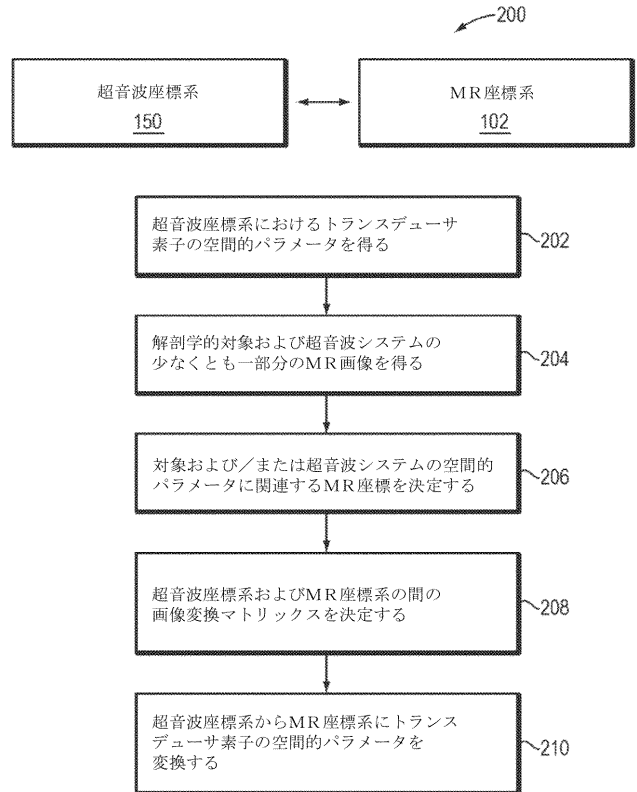 200
超音波座標系
150
MR座標系
102
超音波座標系におけるトランスデューサ
素子の空間的パラメータを得る
202
解剖学的対象および超音波システムの
少なくとも一部分のMR画像を得る
204
対象および/または超音波システムの空間的
パラメータに関連するMR座標を決定する
206
超音波座標系およびMR座標系の間の
画像変換マトリックスを決定する
208
超音波座標系からMR座標系にトランス
デューサ素子の空間的パラメータを
変換する
210